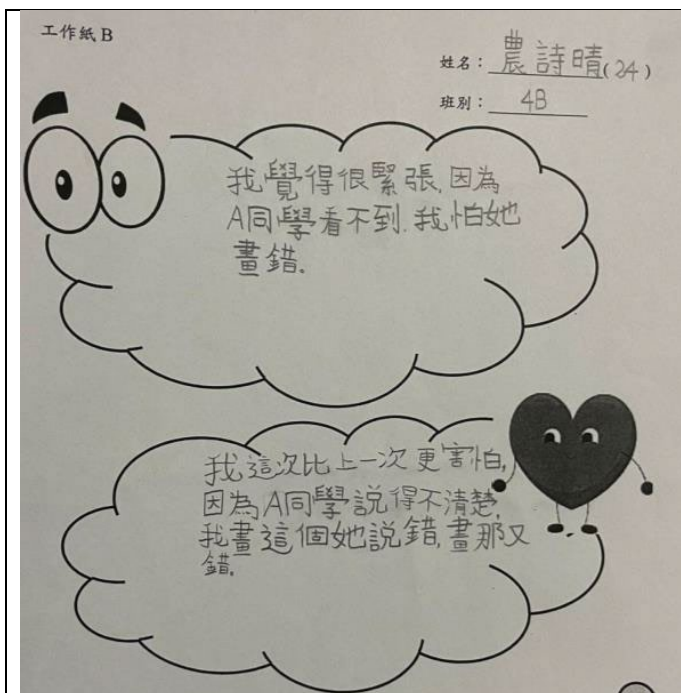 工作紙 B
姓名：農詩晴(24)
班別：4B
我覺得很緊張,因為
A同學看不到.我怕她
畫錯.
我這次比上一次更害怕,
因為A同學説得不清楚,
我畫這個她説錯,畫那又
錯.